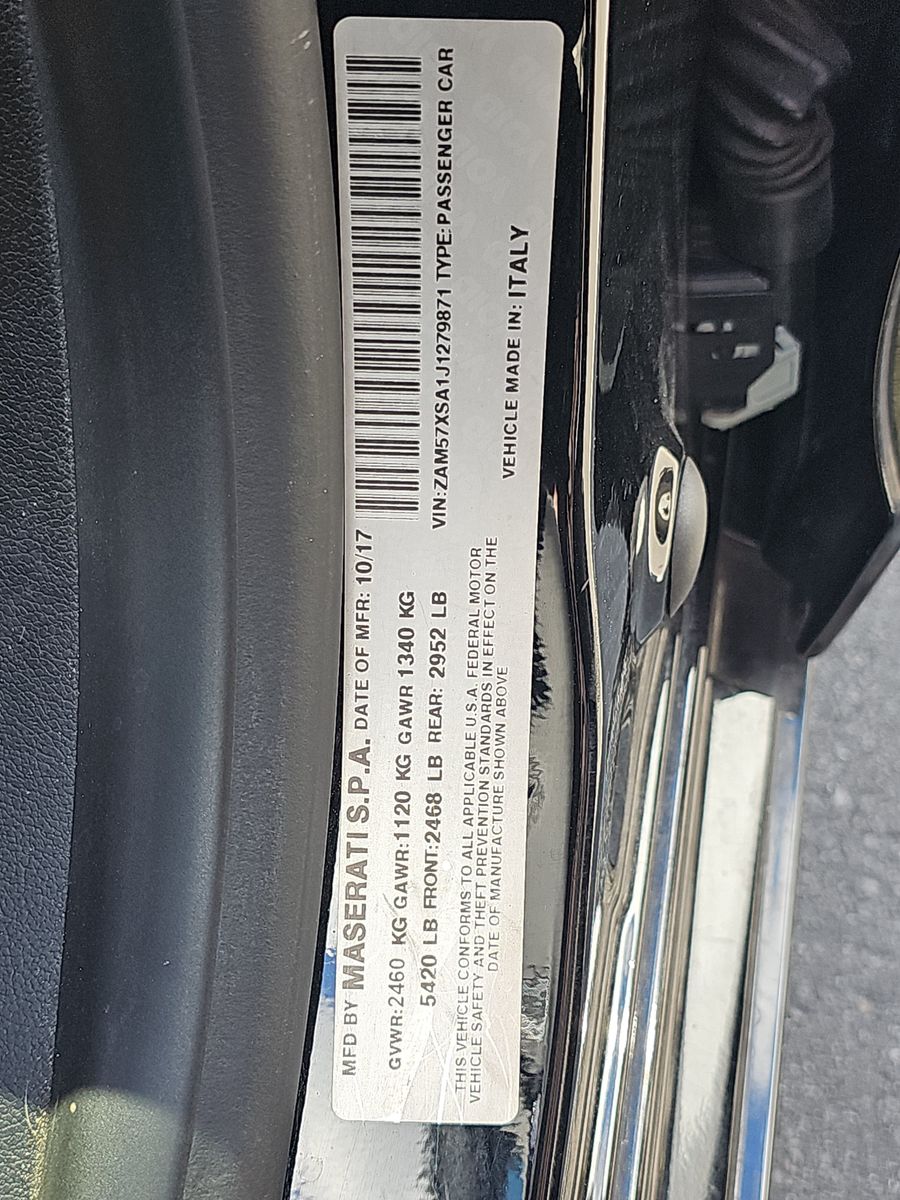 MFD BY MASERATI S.P.A. DATE OF MFR: 10/17
GVWR:2460 KG GAWR:1120 KG GAWR 1340 KG
5420 LB FRONT:2468 LB REAR: 2952 LB
VIN:ZAM57XSA1J1279871 TYPE:PASSENGER CAR
THIS VEHICLE CONFORMS TO ALL APPLICABLE U.S.A. FEDERAL MOTOR
VEHICLE SAFETY AND THEFT PREVENTION STANDARDS IN EFFECT ON THE
DATE OF MANUFACTURE SHOWN ABOVE
VEHICLE MADE IN: ITALY